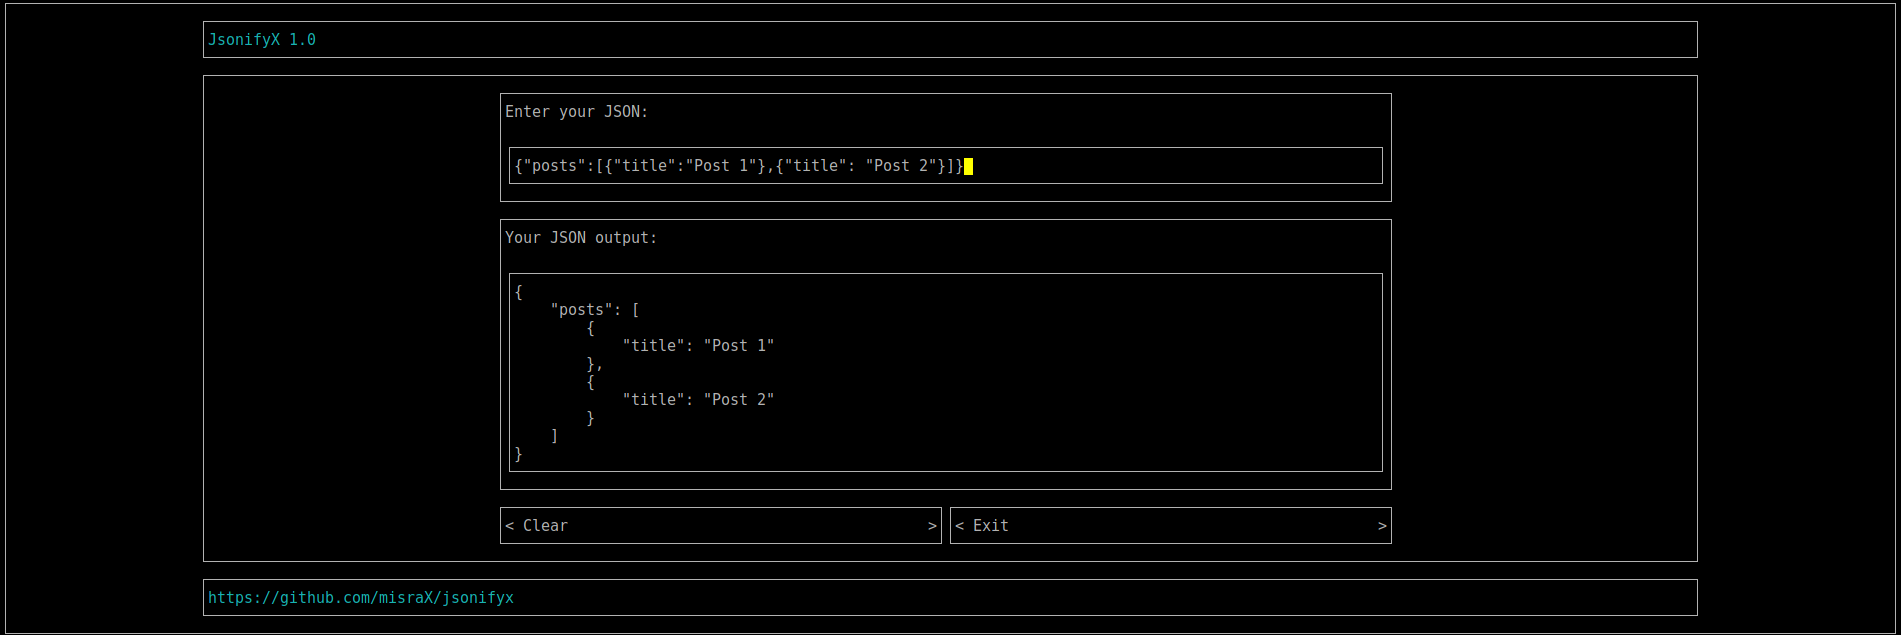 JsonifyX 1.0
Enter your JSON:
{"posts":[{"title":"Post 1"},{"title": "Post 2"}]}
Your JSON output:
{
    "posts": [
        {
            "title": "Post 1"
        },
        {
            "title": "Post 2"
        }
    ]
}
< Clear > < Exit >
https://github.com/misraX/jsonifyx